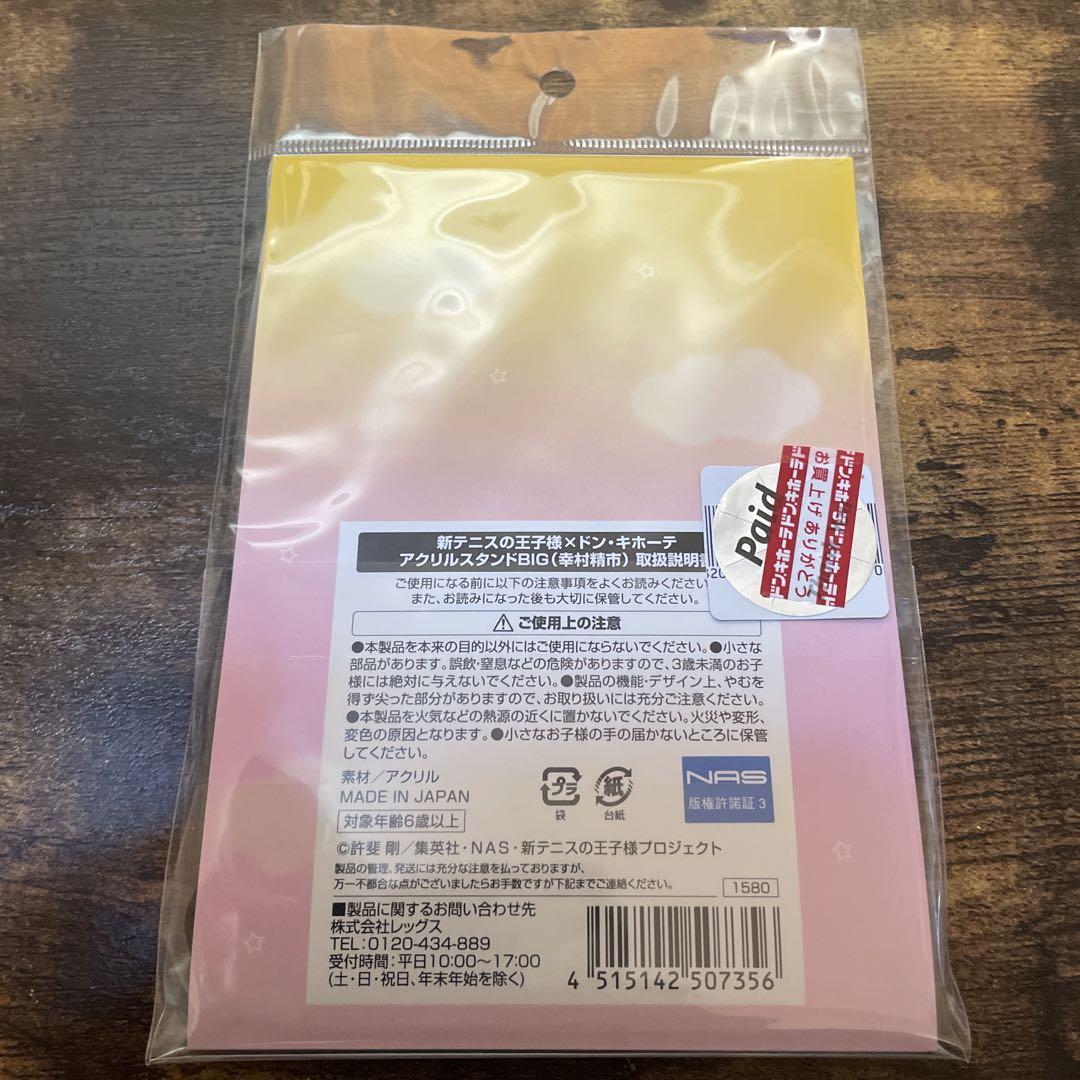 新テニスの王子様×ドン・キホーテ
アクリルスタンドBIG(幸村精市) 取扱説明書
ご使用になる前に以下の注意事項をよくお読みください
また、お読みになった後も大切に保管してください。
⚠ ご使用上の注意
●本製品を本来の目的以外にはご使用にならないでください。●小さな
部品があります。誤飲・窒息などの危険がありますので、3歳未満のお子
様には絶対に与えないでください。●製品の機能・デザイン上、やむを
得ず尖った部分がありますので、お取り扱いには充分ご注意ください。
●本製品を火気などの熱源の近くに置かないでください。火災や変形、
変色の原因となります。●小さなお子様の手の届かないところに保管
してください。
素材/アクリル
MADE IN JAPAN
対象年齢6歳以上
プラ
袋
紙
台紙
NAS
版権許諾証 3
©許斐 剛/集英社・NAS・新テニスの王子様プロジェクト
製品の管理、発送には充分な注意を払っておりますが、
万一不都合な点がございましたらお手数ですが下記までご連絡ください。
1580
■製品に関するお問い合わせ先
株式会社レッグス
TEL:0120-434-889
受付時間:平日10:00〜17:00
(土・日・祝日、年末年始を除く)
4 515142 507356
Paid
ドン・キホーテ
お買上げありがとう